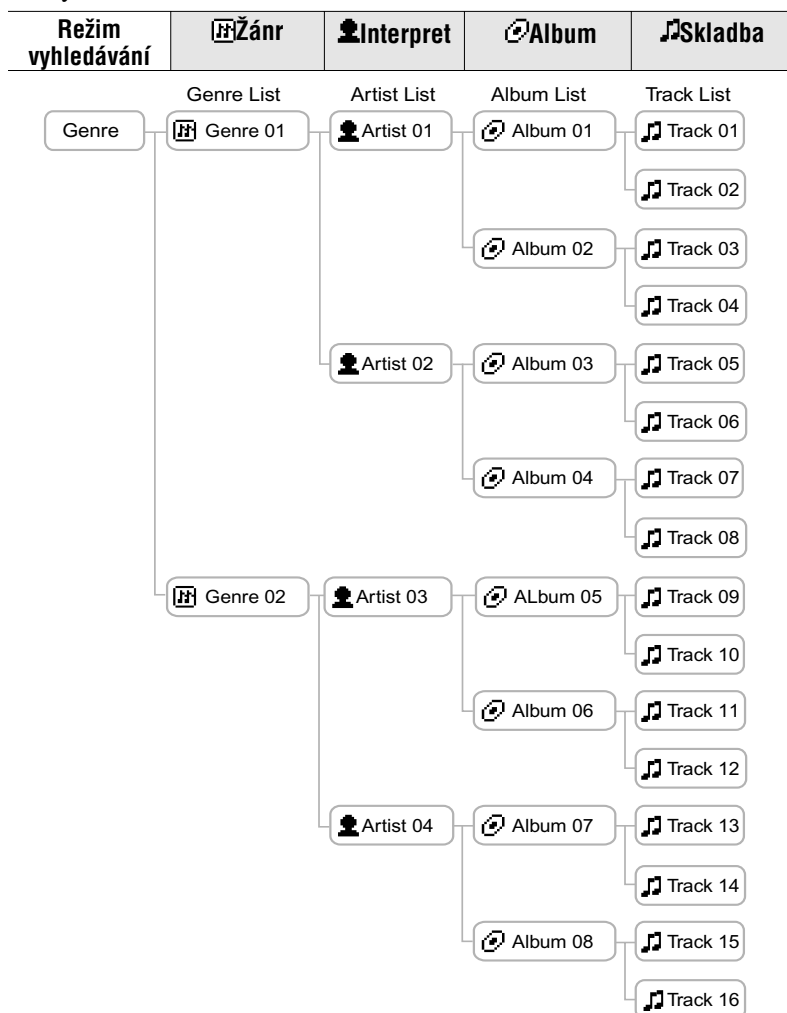 Režim vyhledávání Žánr Interpret Album Skladba
Genre List Artist List Album List Track List
Genre Genre 01 Artist 01 Album 01 Track 01
Track 02
Album 02 Track 03
Track 04
Artist 02 Album 03 Track 05
Track 06
Album 04 Track 07
Track 08
Genre 02 Artist 03 ALbum 05 Track 09
Track 10
Album 06 Track 11
Track 12
Artist 04 Album 07 Track 13
Track 14
Album 08 Track 15
Track 16